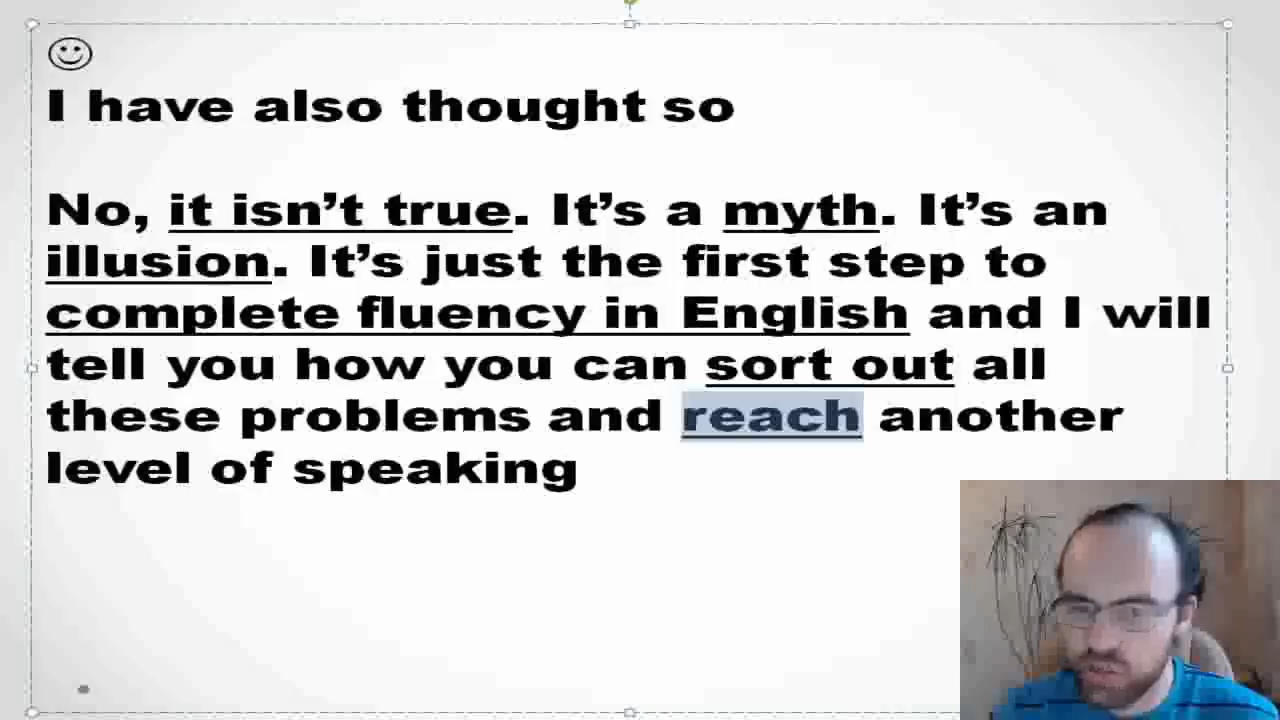 I have also thought so
No, it isn’t true. It’s a myth. It’s an
illusion. It’s just the first step to
complete fluency in English and I will
tell you how you can sort out all
these problems and reach another
level of speaking